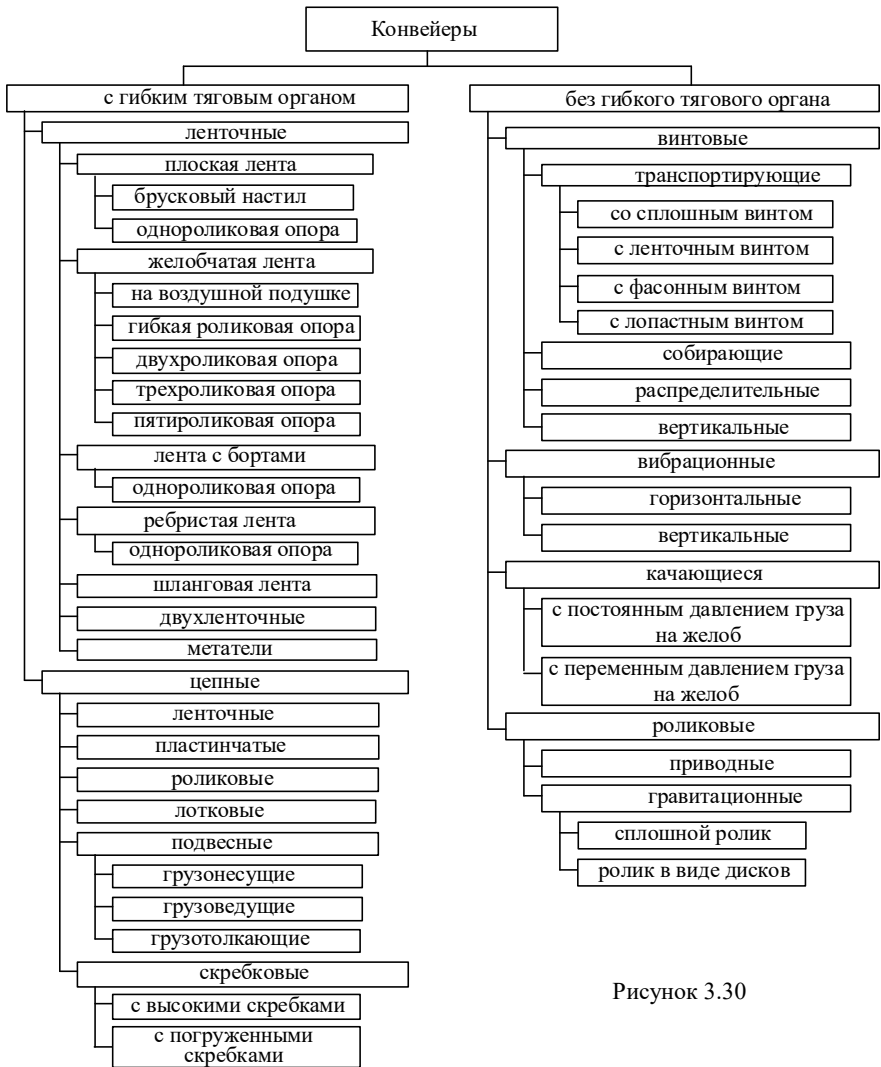 Конвейеры
с гибким тяговым органом
ленточные
плоская лента
брусковый настил
однороликовая опора
желобчатая лента
на воздушной подушке
гибкая роликовая опора
двухроликовая опора
трехроликовая опора
пятироликовая опора
лента с бортами
однороликовая опора
ребристая лента
однороликовая опора
шланговая лента
двухленточные
метатели
цепные
ленточные
пластинчатые
роликовые
лотковые
подвесные
грузонесущие
грузоведущие
грузотолкающие
скребковые
с высокими скребками
с погруженными
скребками
без гибкого тягового органа
винтовые
транспортирующие
со сплошным винтом
с ленточным винтом
с фасонным винтом
с лопастным винтом
собирающие
распределительные
вертикальные
вибрационные
горизонтальные
вертикальные
качающиеся
с постоянным давлением груза
на желоб
с переменным давлением груза
на желоб
роликовые
приводные
гравитационные
сплошной ролик
ролик в виде дисков
Рисунок 3.30